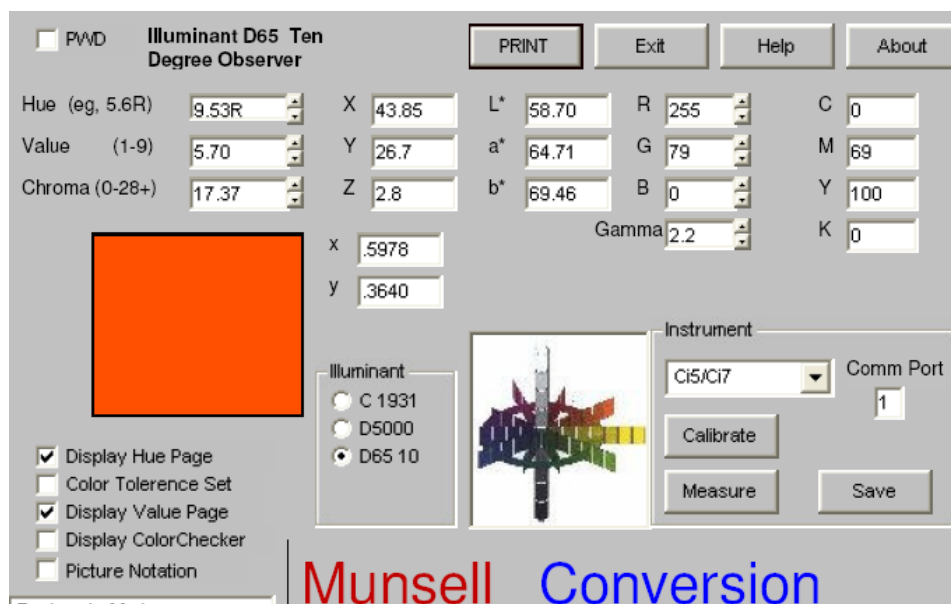 PWD Illuminant D65 Ten
Degree Observer
PRINT Exit Help About
Hue (eg, 5.6R) 9.53R X 43.85 L* 58.70 R 255 C 0
Value (1-9) 5.70 Y 26.7 a* 64.71 G 79 M 69
Chroma (0-28+) 17.37 Z 2.8 b* 69.46 B 0 Y 100
x .5978 Gamma 2.2 K 0
y .3640
Instrument
Illuminant
Ci5/Ci7 Comm Port
C 1931 1
D5000 Calibrate
D65 10
Display Hue Page
Color Tolerence Set Measure Save
Display Value Page
Display ColorChecker
Picture Notation
Munsell Conversion